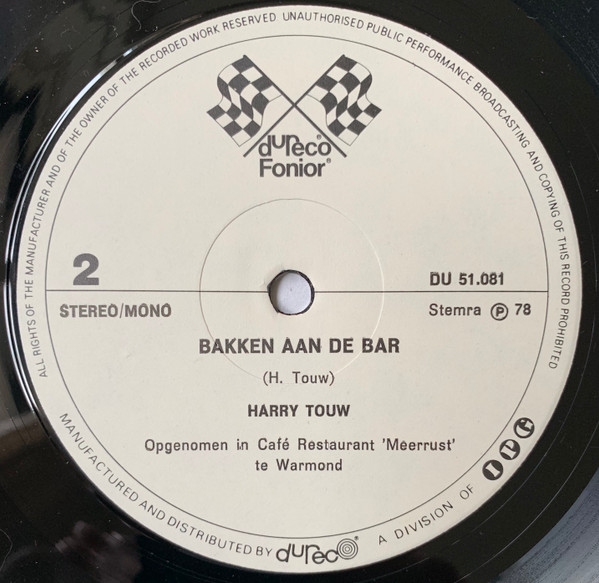 ALL RIGHTS OF THE MANUFACTURER AND OF THE OWNER OF THE RECORDED WORK RESERVED. UNAUTHORISED PUBLIC PERFORMANCE BROADCASTING AND COPYING OF THIS RECORD PROHIBITED
dureco®
Fonior®
2
DU 51.081
STEREO/MONO
Stemra Ⓟ 78
BAKKEN AAN DE BAR
(H. Touw)
HARRY TOUW
Opgenomen in Café Restaurant 'Meerrust'
te Warmond
MANUFACTURED AND DISTRIBUTED BY dureco A DIVISION OF